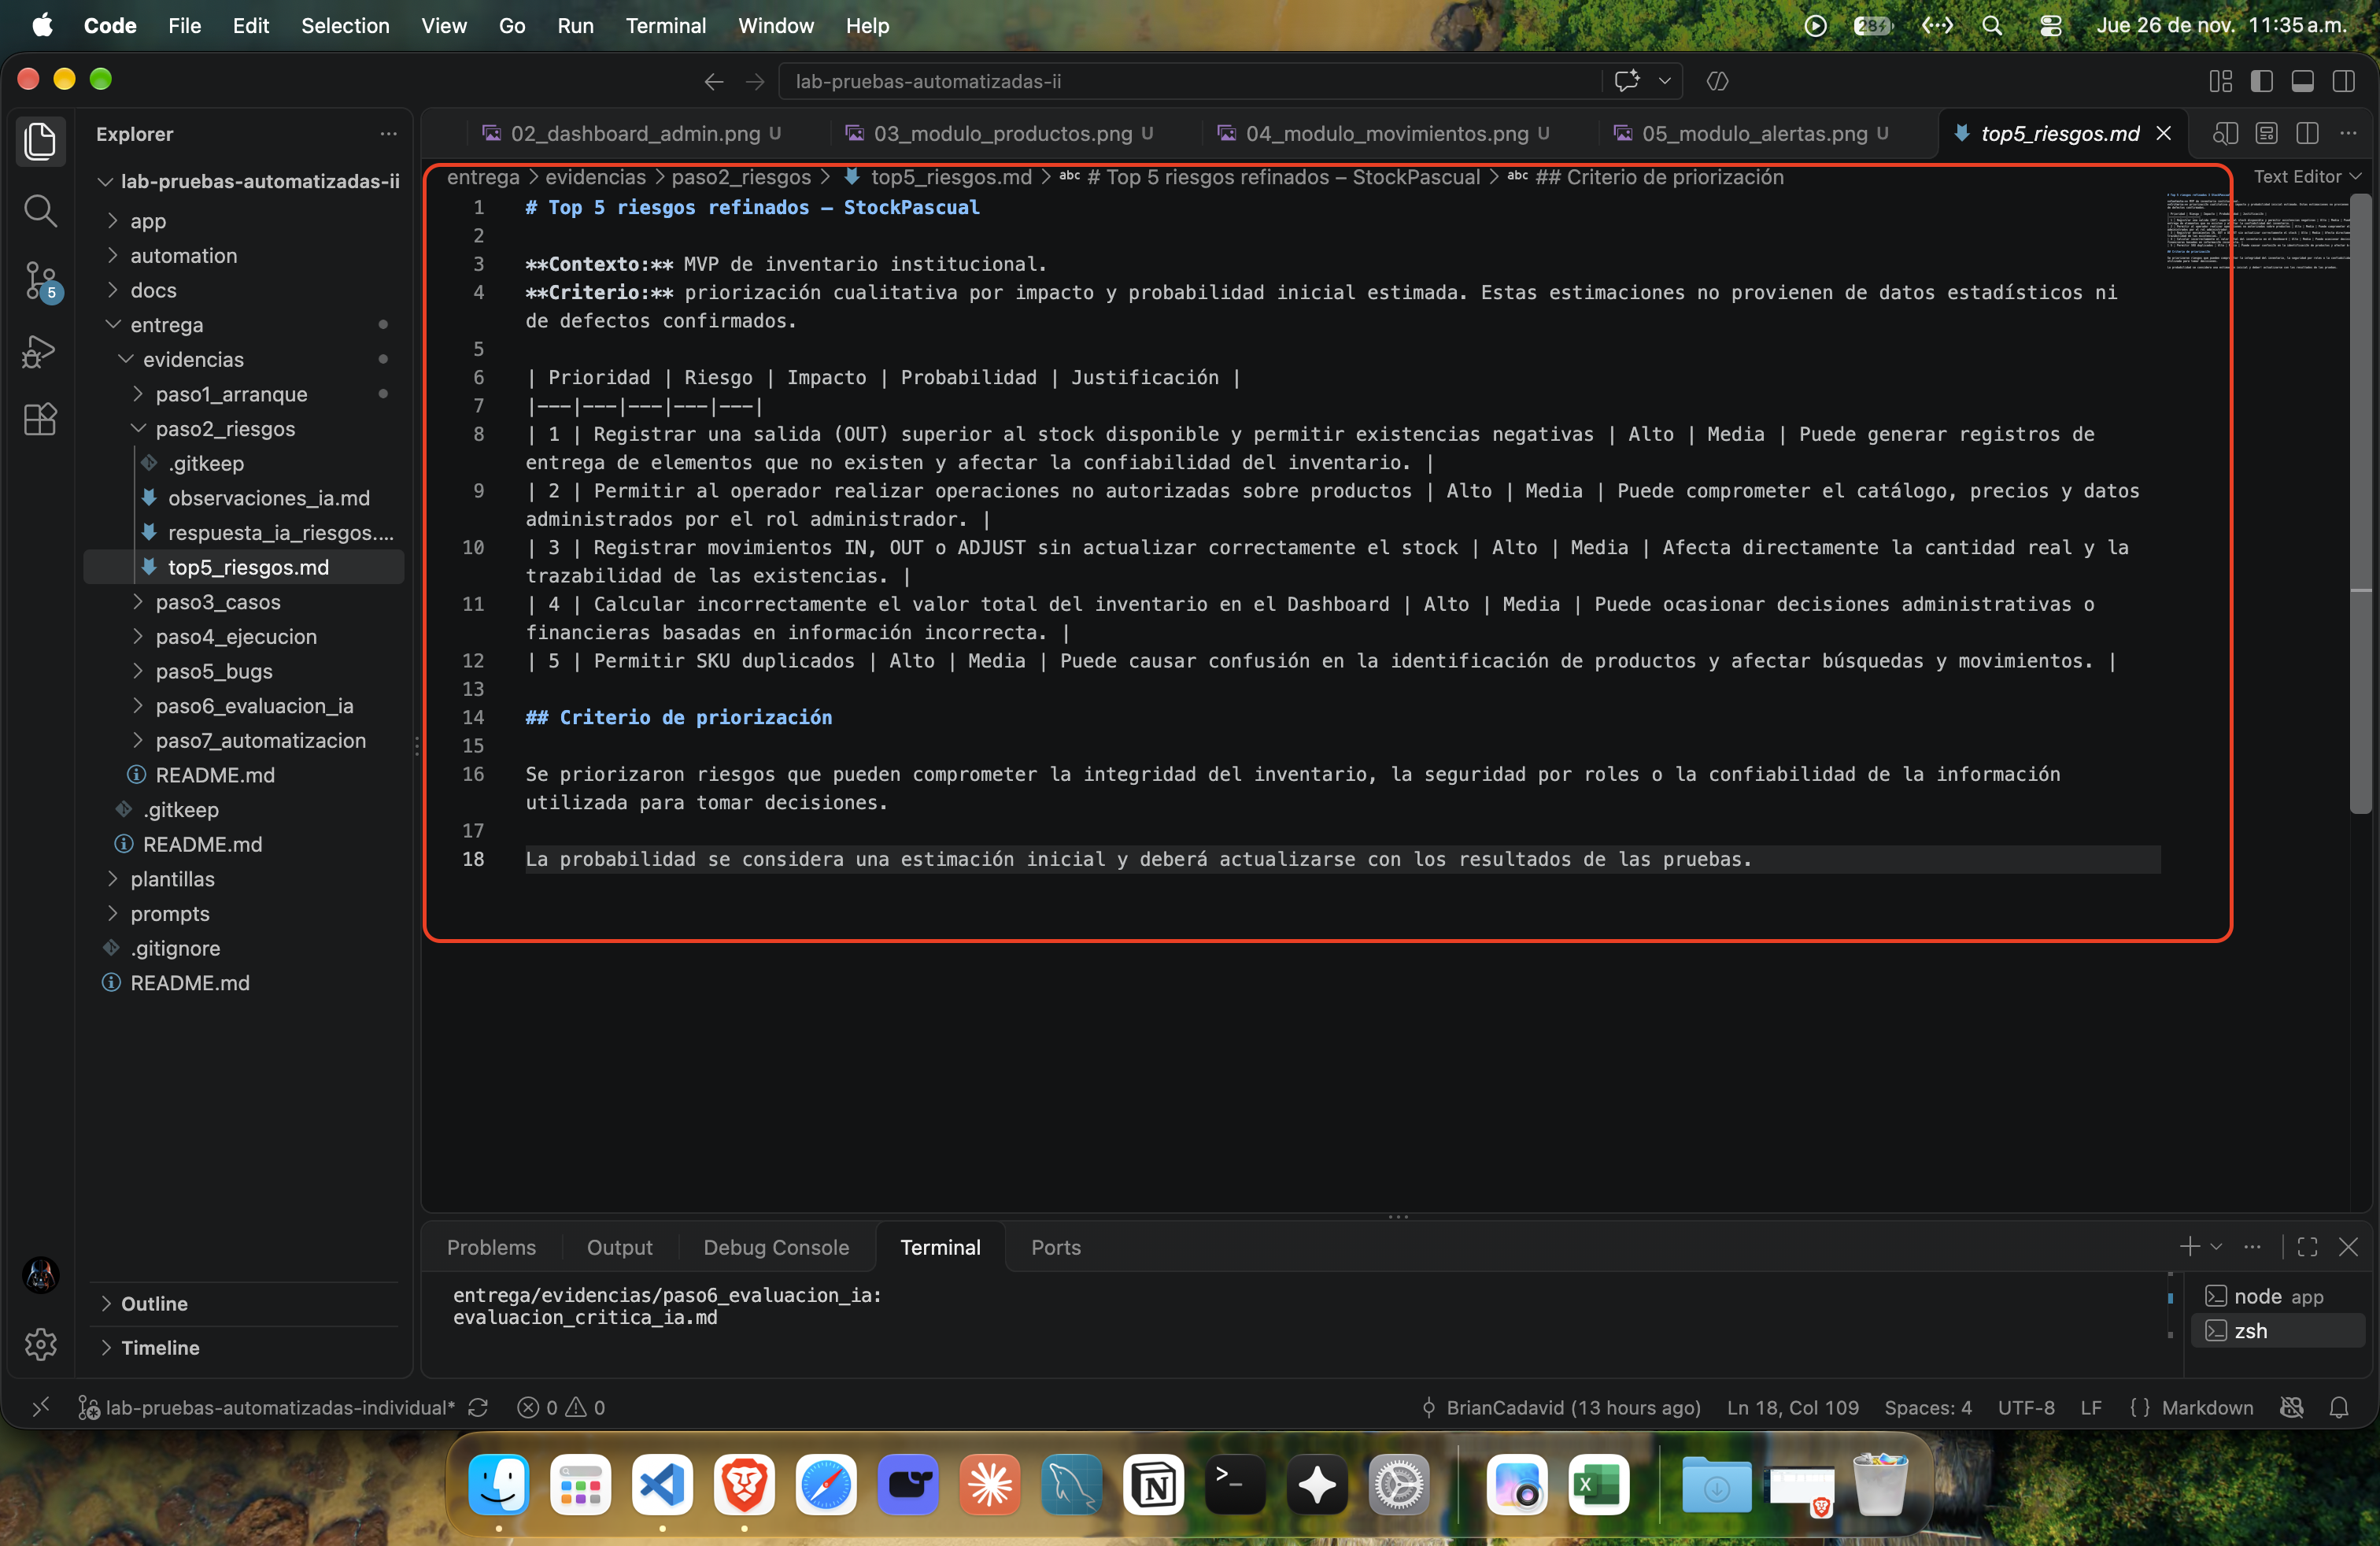 Code File Edit Selection View Go Run Terminal Window Help
28
Jue 26 de nov. 11:35 a.m.
lab-pruebas-automatizadas-ii
Explorer
02_dashboard_admin.png U
03_modulo_productos.png U
04_modulo_movimientos.png U
05_modulo_alertas.png U
top5_riesgos.md
entrega > evidencias > paso2_riesgos > top5_riesgos.md > abc # Top 5 riesgos refinados – StockPascual > abc ## Criterio de priorización
Text Editor
lab-pruebas-automatizadas-ii
app
automation
docs
entrega
evidencias
paso1_arranque
paso2_riesgos
.gitkeep
observaciones_ia.md
respuesta_ia_riesgos....
top5_riesgos.md
paso3_casos
paso4_ejecucion
paso5_bugs
paso6_evaluacion_ia
paso7_automatizacion
README.md
.gitkeep
README.md
plantillas
prompts
.gitignore
README.md
5
Outline
Timeline
1 # Top 5 riesgos refinados – StockPascual
2
3 **Contexto:** MVP de inventario institucional.
4 **Criterio:** priorización cualitativa por impacto y probabilidad inicial estimada. Estas estimaciones no provienen de datos estadísticos ni
de defectos confirmados.
5
6 | Prioridad | Riesgo | Impacto | Probabilidad | Justificación |
7 |---|---|---|---|---|
8 | 1 | Registrar una salida (OUT) superior al stock disponible y permitir existencias negativas | Alto | Media | Puede generar registros de
entrega de elementos que no existen y afectar la confiabilidad del inventario. |
9 | 2 | Permitir al operador realizar operaciones no autorizadas sobre productos | Alto | Media | Puede comprometer el catálogo, precios y datos
administrados por el rol administrador. |
10 | 3 | Registrar movimientos IN, OUT o ADJUST sin actualizar correctamente el stock | Alto | Media | Afecta directamente la cantidad real y la
trazabilidad de las existencias. |
11 | 4 | Calcular incorrectamente el valor total del inventario en el Dashboard | Alto | Media | Puede ocasionar decisiones administrativas o
financieras basadas en información incorrecta. |
12 | 5 | Permitir SKU duplicados | Alto | Media | Puede causar confusión en la identificación de productos y afectar búsquedas y movimientos. |
13
14 ## Criterio de priorización
15
16 Se priorizaron riesgos que pueden comprometer la integridad del inventario, la seguridad por roles o la confiabilidad de la información
utilizada para tomar decisiones.
17
18 La probabilidad se considera una estimación inicial y deberá actualizarse con los resultados de las pruebas.
Problems Output Debug Console Terminal Ports
entrega/evidencias/paso6_evaluacion_ia:
evaluacion_critica_ia.md
node app
zsh
lab-pruebas-automatizadas-individual* 0 0
BrianCadavid (13 hours ago) Ln 18, Col 109 Spaces: 4 UTF-8 LF {} Markdown